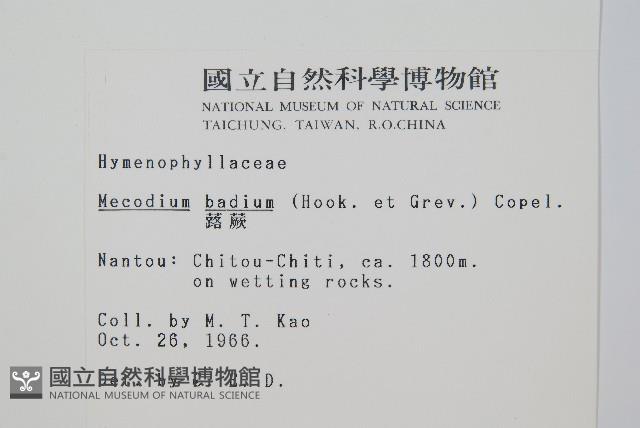 國立自然科學博物館
NATIONAL MUSEUM OF NATURAL SCIENCE
TAICHUNG, TAIWAN, R.O.CHINA
Hymenophyllaceae
Mecodium badium (Hook. et Grev.) Copel.
蕗蕨
Nantou: Chitou-Chiti, ca. 1800m.
on wetting rocks.
Coll. by M. T. Kao
Oct. 26, 1966.
by D.
國立自然科學博物館
NATIONAL MUSEUM OF NATURAL SCIENCE